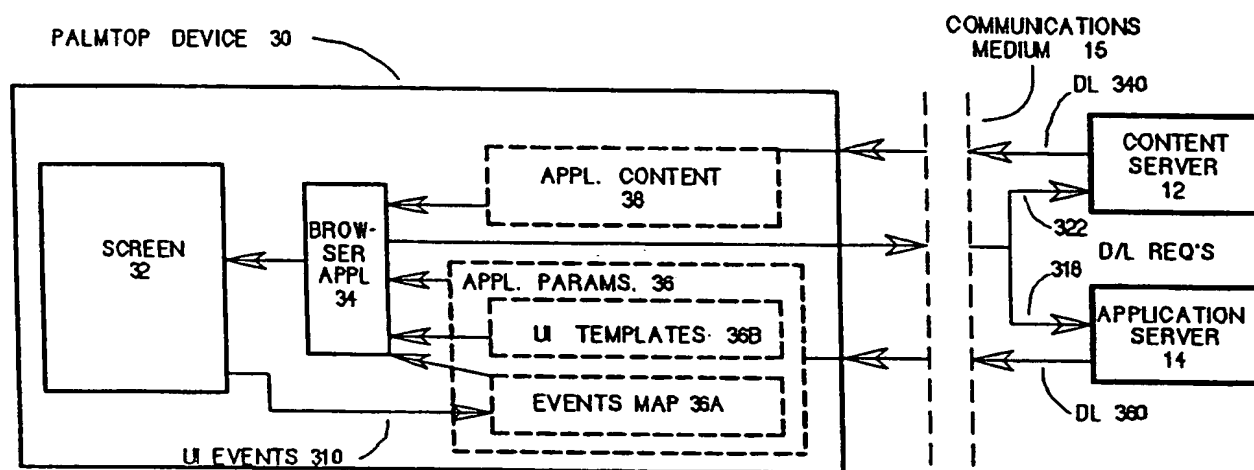 PALMTOP DEVICE 30
COMMUNICATIONS
MEDIUM 15
DL 340
CONTENT
SERVER
12
APPL. CONTENT
38
SCREEN
32
BROW-
SER
APPL
34
322
D/L REQ'S
318
APPL. PARAMS. 36
UI TEMPLATES 36B
EVENTS MAP 36A
APPLICATION
SERVER
14
DL 360
UI EVENTS 310